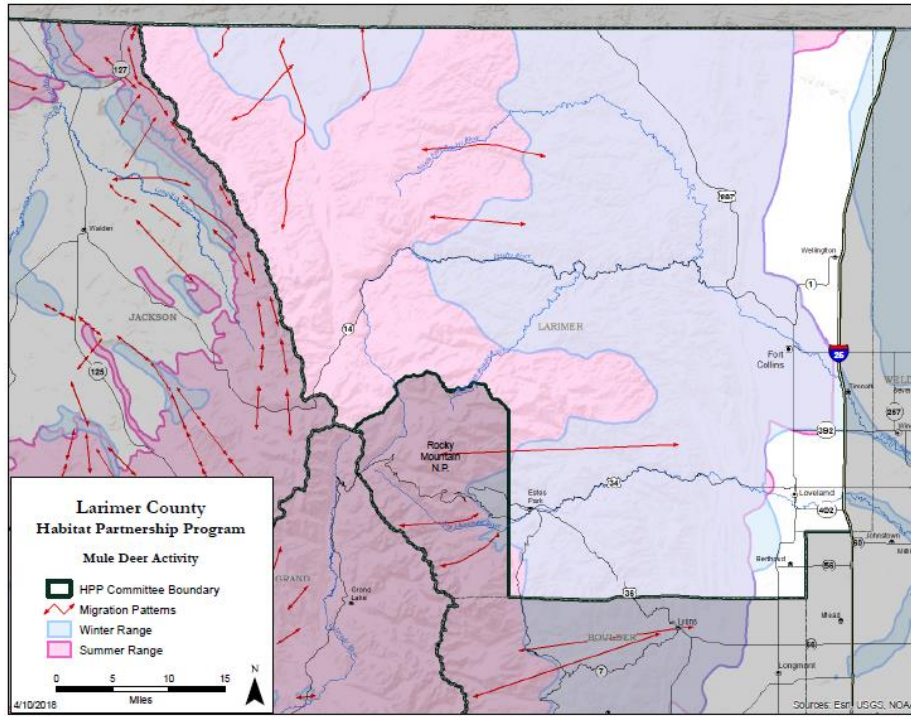 127
Walden
JACKSON
14
125
287
Wellington
1
LARIMER
Fort
Collins
25
Timnath
WELD
257
392
Rocky
Mountain
N.P.
34
Estes
Park
Loveland
402
Johnstown
60
Berthoud
56
36
Mead
Lyons
66
BOULDER
7
Longmont
GRAND
Grand
Lake
Larimer County
Habitat Partnership Program
Mule Deer Activity
HPP Committee Boundary
Migration Patterns
Winter Range
Summer Range
0 5 10 15
Miles
N
4/10/2018
Sources: Esri, USGS, NOAA